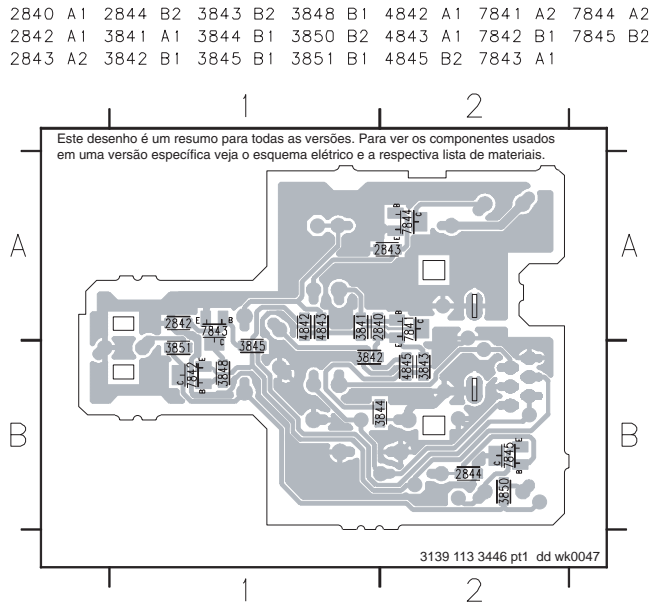 2840 A1 2844 B2 3843 B2 3848 B1 4842 A1 7841 A2 7844 A2
2842 A1 3841 A1 3844 B1 3850 B2 4843 A1 7842 B1 7845 B2
2843 A2 3842 B1 3845 B1 3851 B1 4845 B2 7843 A1
1 2
Este desenho é um resumo para todas as versões. Para ver os componentes usados
em uma versão específica veja o esquema elétrico e a respectiva lista de materiais.
B
7844
C
E
A A
2843
2842
E B
7843
C
4842 4843 3841 2840
B
7841
C
E
3851
3845
3842
E
7842
C
B
3848
4845 3843
3844
B B
E
7845
C
B
2844
3850
3139 113 3446 pt1 dd wk0047
1 2